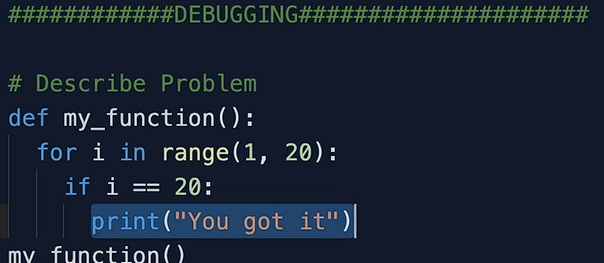 ############DEBUGGING#####################
# Describe Problem
def my_function():
  for i in range(1, 20):
    if i == 20:
      print("You got it")
my_function()